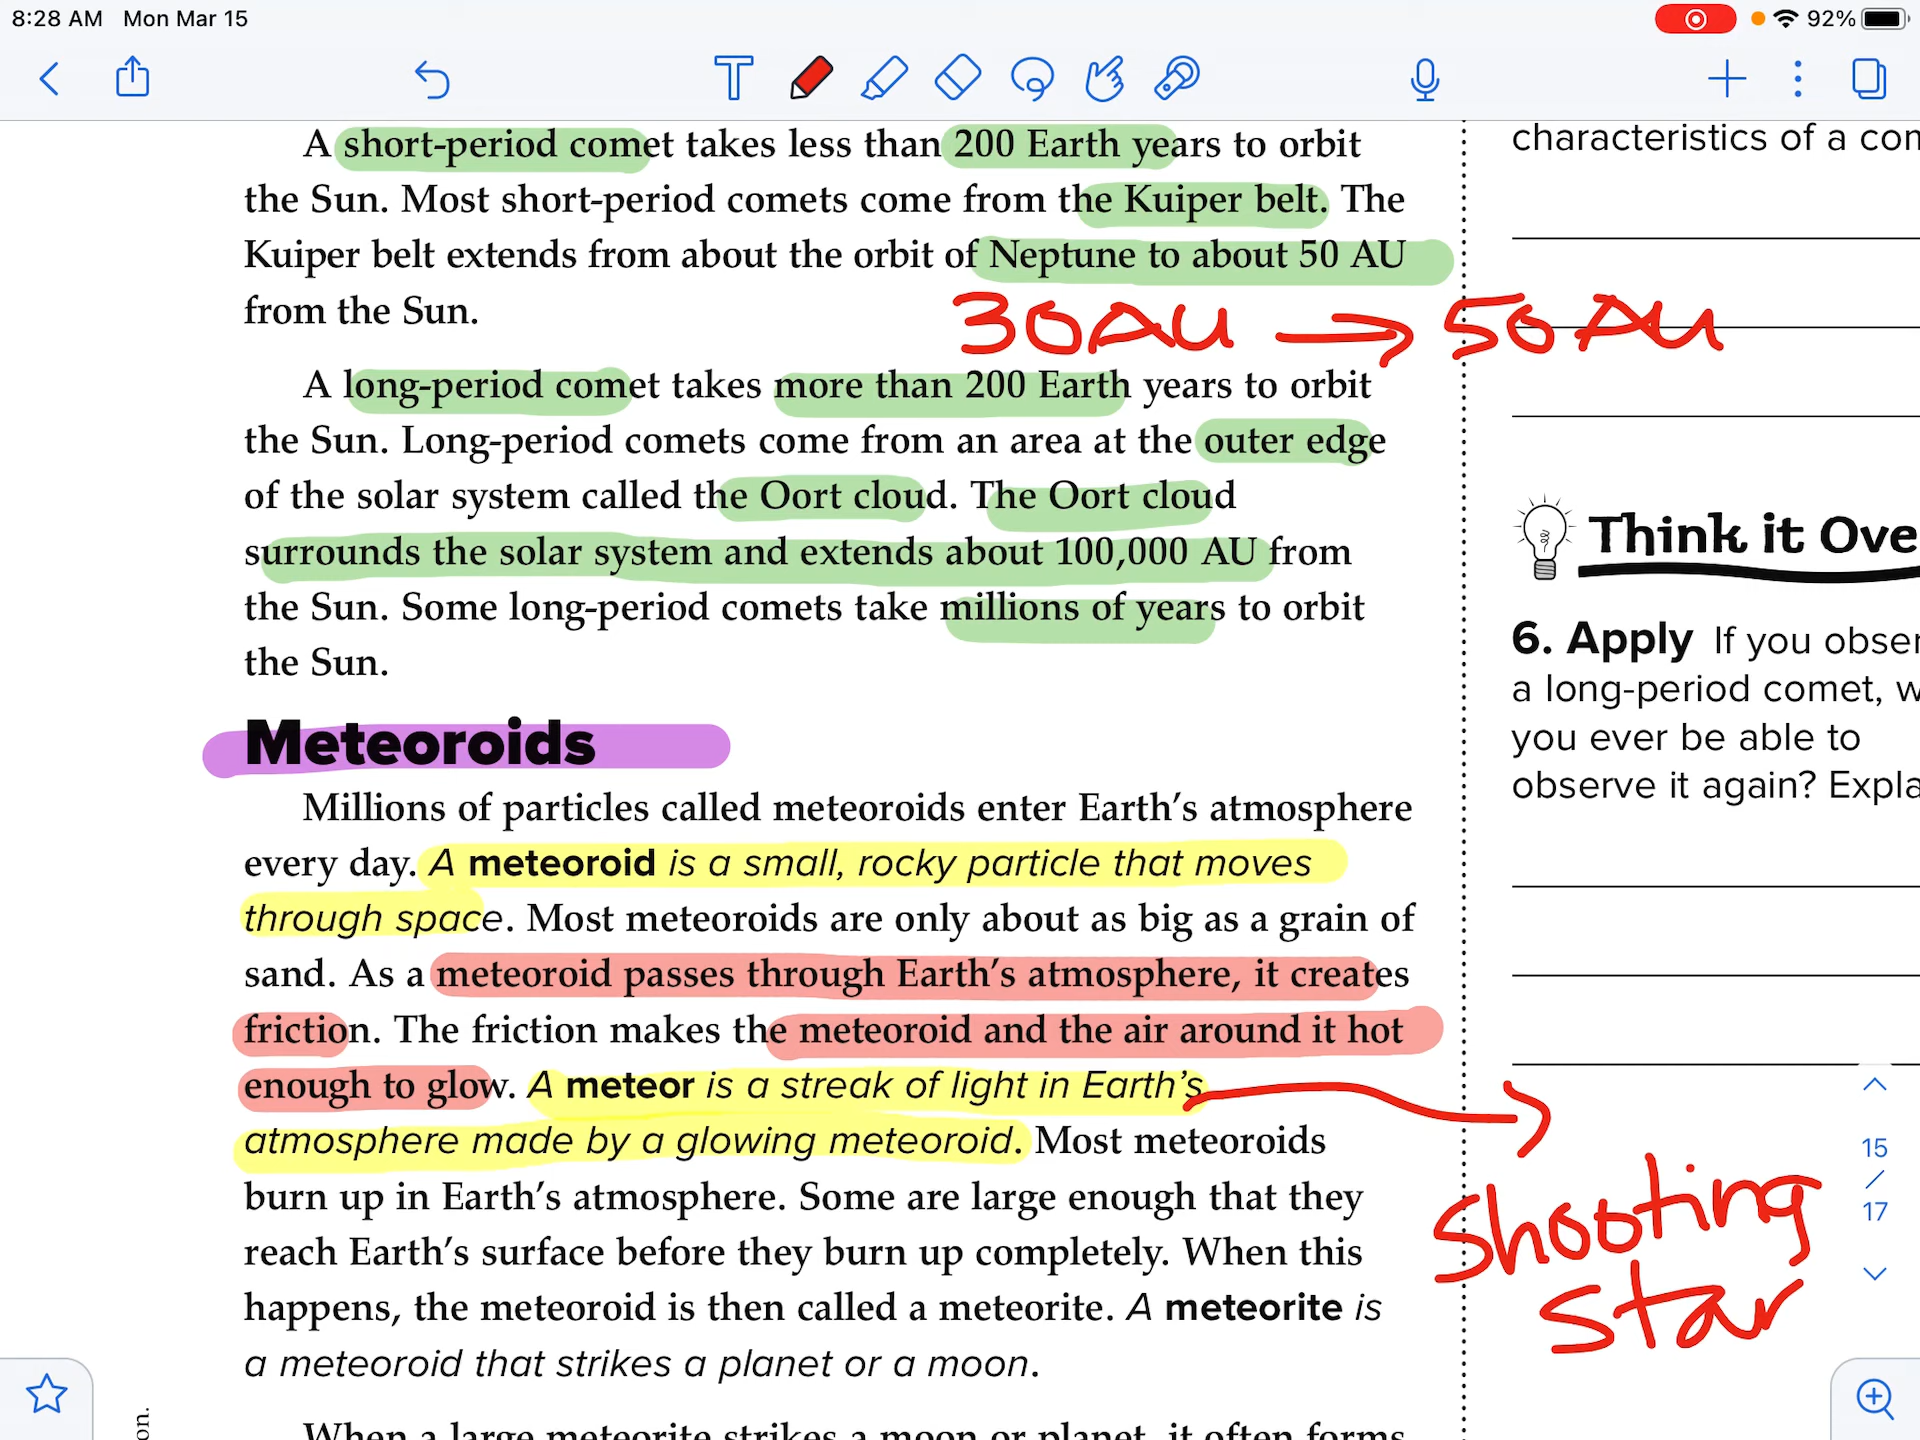 8:28 AM Mon Mar 15
92%
A short-period comet takes less than 200 Earth years to orbit
the Sun. Most short-period comets come from the Kuiper belt. The
Kuiper belt extends from about the orbit of Neptune to about 50 AU
from the Sun.
30AU → 50 AU
A long-period comet takes more than 200 Earth years to orbit
the Sun. Long-period comets come from an area at the outer edge
of the solar system called the Oort cloud. The Oort cloud
surrounds the solar system and extends about 100,000 AU from
the Sun. Some long-period comets take millions of years to orbit
the Sun.
Meteoroids
Millions of particles called meteoroids enter Earth's atmosphere
every day. A meteoroid is a small, rocky particle that moves
through space. Most meteoroids are only about as big as a grain of
sand. As a meteoroid passes through Earth's atmosphere, it creates
friction. The friction makes the meteoroid and the air around it hot
enough to glow. A meteor is a streak of light in Earth's
atmosphere made by a glowing meteoroid. Most meteoroids
burn up in Earth's atmosphere. Some are large enough that they
reach Earth's surface before they burn up completely. When this
happens, the meteoroid is then called a meteorite. A meteorite is
a meteoroid that strikes a planet or a moon.
When a large meteorite strikes a moon or planet, it often forms
characteristics of a
Think it
6. Apply If you
a long-period comet,
you ever be able to
observe it again?
Shooting
Star
15
/
17